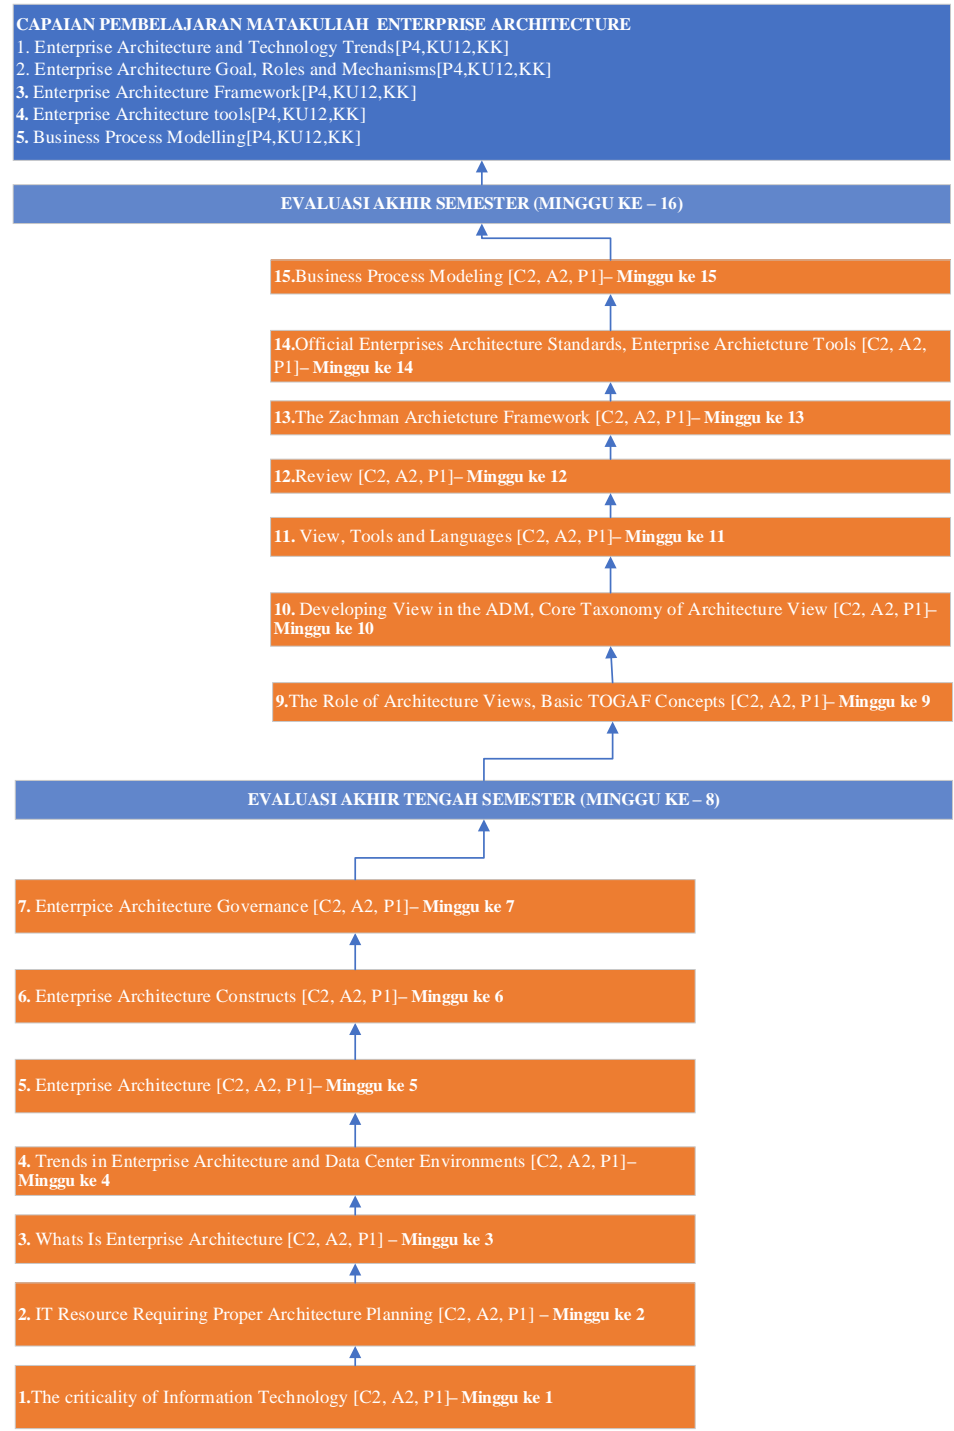 CAPAIAN PEMBELAJARAN MATAKULIAH ENTERPRISE ARCHITECTURE
1. Enterprise Architecture and Technology Trends[P4,KU12,KK]
2. Enterprise Architecture Goal, Roles and Mechanisms[P4,KU12,KK]
3. Enterprise Architecture Framework[P4,KU12,KK]
4. Enterprise Architecture tools[P4,KU12,KK]
5. Business Process Modelling[P4,KU12,KK]
EVALUASI AKHIR SEMESTER (MINGGU KE – 16)
15.Business Process Modeling [C2, A2, P1]– Minggu ke 15
14.Official Enterprises Architecture Standards, Enterprise Archietcture Tools [C2, A2,
P1]– Minggu ke 14
13.The Zachman Archietcture Framework [C2, A2, P1]– Minggu ke 13
12.Review [C2, A2, P1]– Minggu ke 12
11. View, Tools and Languages [C2, A2, P1]– Minggu ke 11
10. Developing View in the ADM, Core Taxonomy of Architecture View [C2, A2, P1]–
Minggu ke 10
9.The Role of Architecture Views, Basic TOGAF Concepts [C2, A2, P1]– Minggu ke 9
EVALUASI AKHIR TENGAH SEMESTER (MINGGU KE – 8)
7. Enterrpice Architecture Governance [C2, A2, P1]– Minggu ke 7
6. Enterprise Architecture Constructs [C2, A2, P1]– Minggu ke 6
5. Enterprise Architecture [C2, A2, P1]– Minggu ke 5
4. Trends in Enterprise Architecture and Data Center Environments [C2, A2, P1]–
Minggu ke 4
3. Whats Is Enterprise Architecture [C2, A2, P1] – Minggu ke 3
2. IT Resource Requiring Proper Architecture Planning [C2, A2, P1] – Minggu ke 2
1.The criticality of Information Technology [C2, A2, P1]– Minggu ke 1